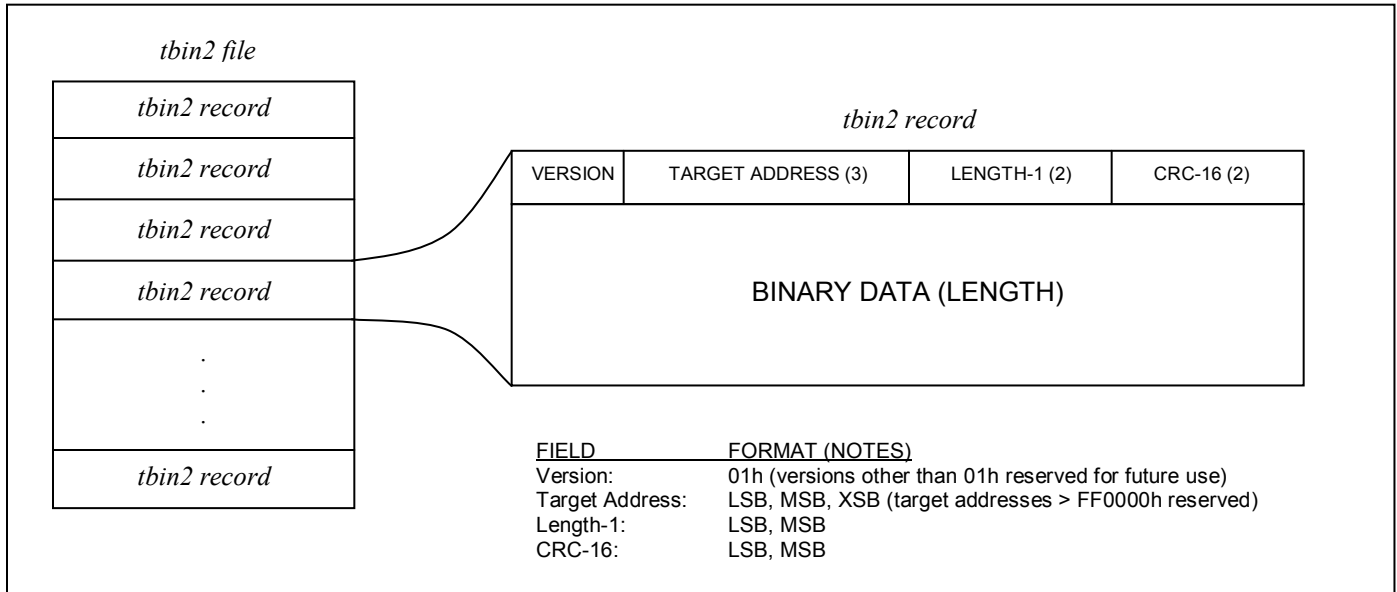 tbin2 file
tbin2 record
tbin2 record
tbin2 record
tbin2 record
.
.
.
tbin2 record
tbin2 record
VERSION TARGET ADDRESS (3) LENGTH-1 (2) CRC-16 (2)
BINARY DATA (LENGTH)
FIELD FORMAT (NOTES)
Version: 01h (versions other than 01h reserved for future use)
Target Address: LSB, MSB, XSB (target addresses > FF0000h reserved)
Length-1: LSB, MSB
CRC-16: LSB, MSB